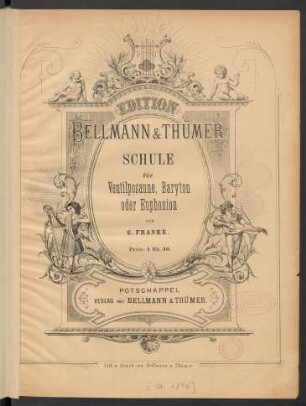 EDITION
BELLMANN & THÜMER
SCHULE
für
Ventilposaune, Baryton
oder Euphonion
von
C. FRANKE.
POTSCHAPPEL
VERLAG von BELLMANN & THÜMER.